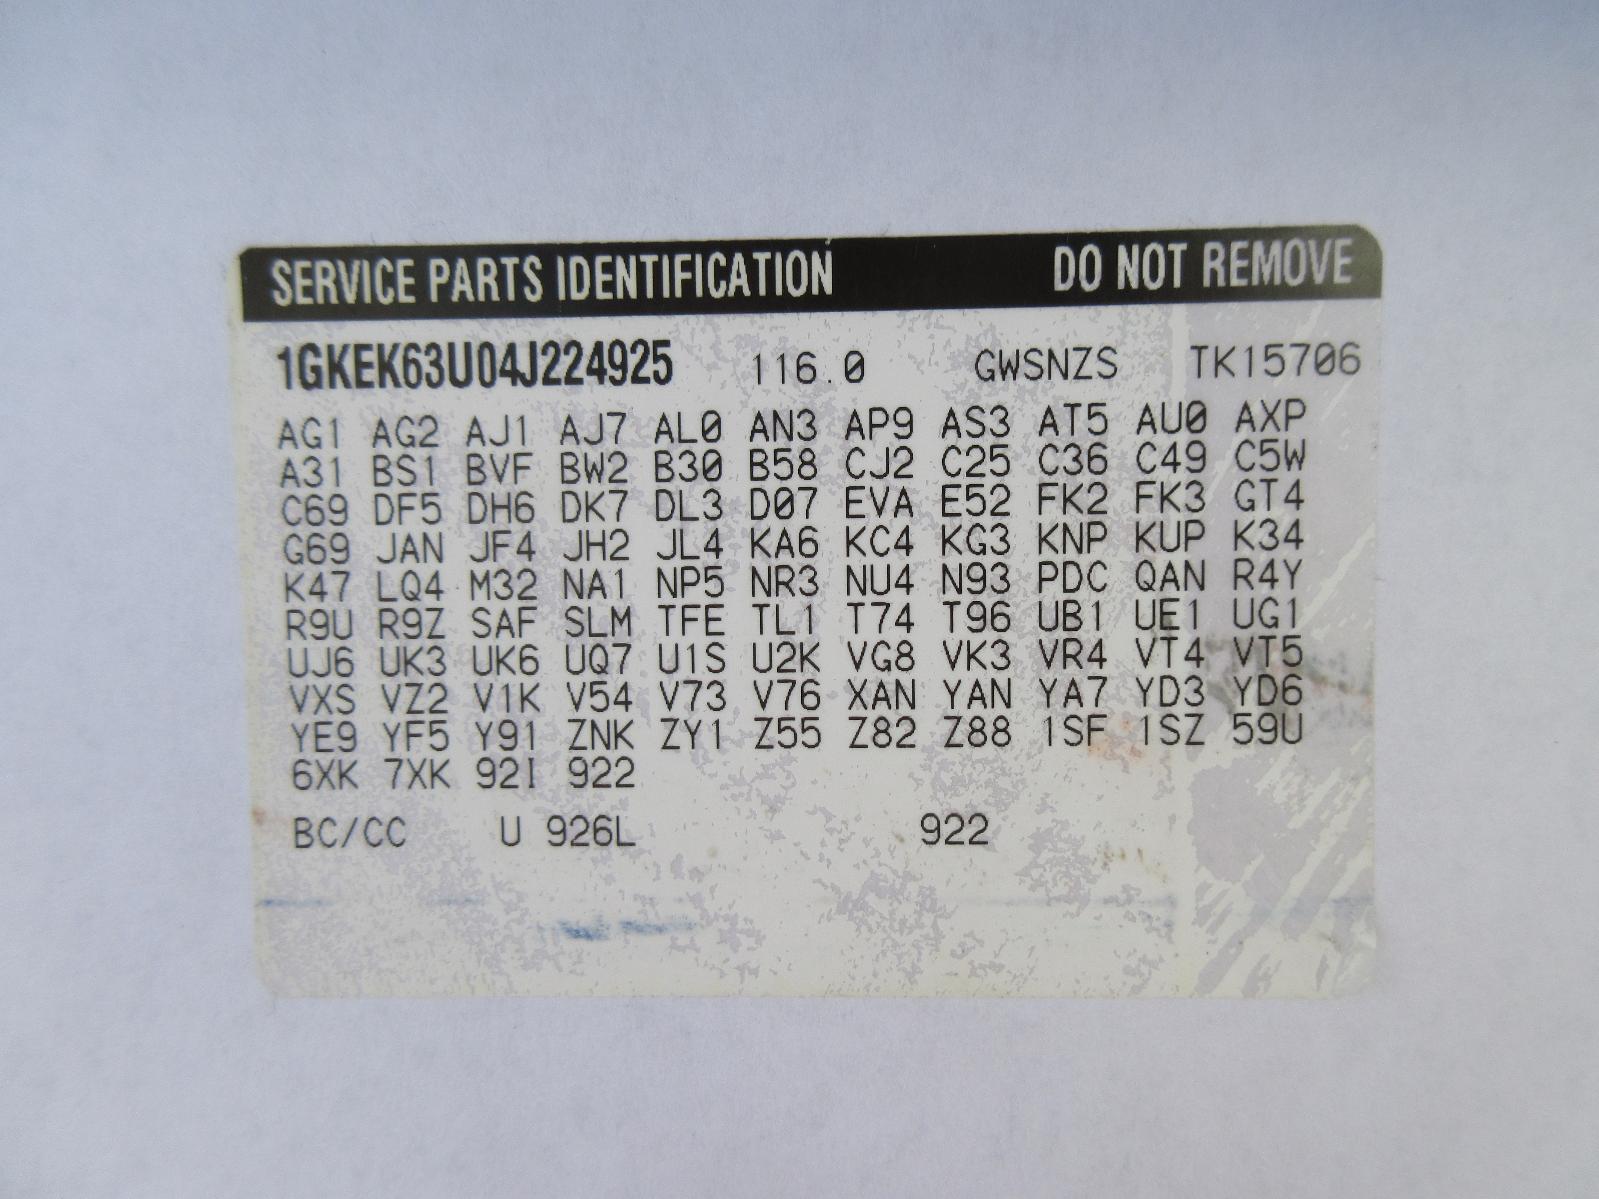 SERVICE PARTS IDENTIFICATION DO NOT REMOVE
1GKEK63U04J224925 116.0 GWSNZS TK15706
AG1 AG2 AJ1 AJ7 AL0 AN3 AP9 AS3 AT5 AU0 AXP
A31 BS1 BVF BW2 B30 B58 CJ2 C25 C36 C49 C5W
C69 DF5 DH6 DK7 DL3 D07 EVA E52 FK2 FK3 GT4
G69 JAN JF4 JH2 JL4 KA6 KC4 KG3 KNP KUP K34
K47 LQ4 M32 NA1 NP5 NR3 NU4 N93 PDC QAN R4Y
R9U R9Z SAF SLM TFE TL1 T74 T96 UB1 UE1 UG1
UJ6 UK3 UK6 UQ7 U1S U2K VG8 VK3 VR4 VT4 VT5
VXS VZ2 V1K V54 V73 V76 XAN YAN YA7 YD3 YD6
YE9 YF5 Y91 ZNK ZY1 Z55 Z82 Z88 1SF 1SZ 59U
6XK 7XK 92I 922
BC/CC U 926L 922